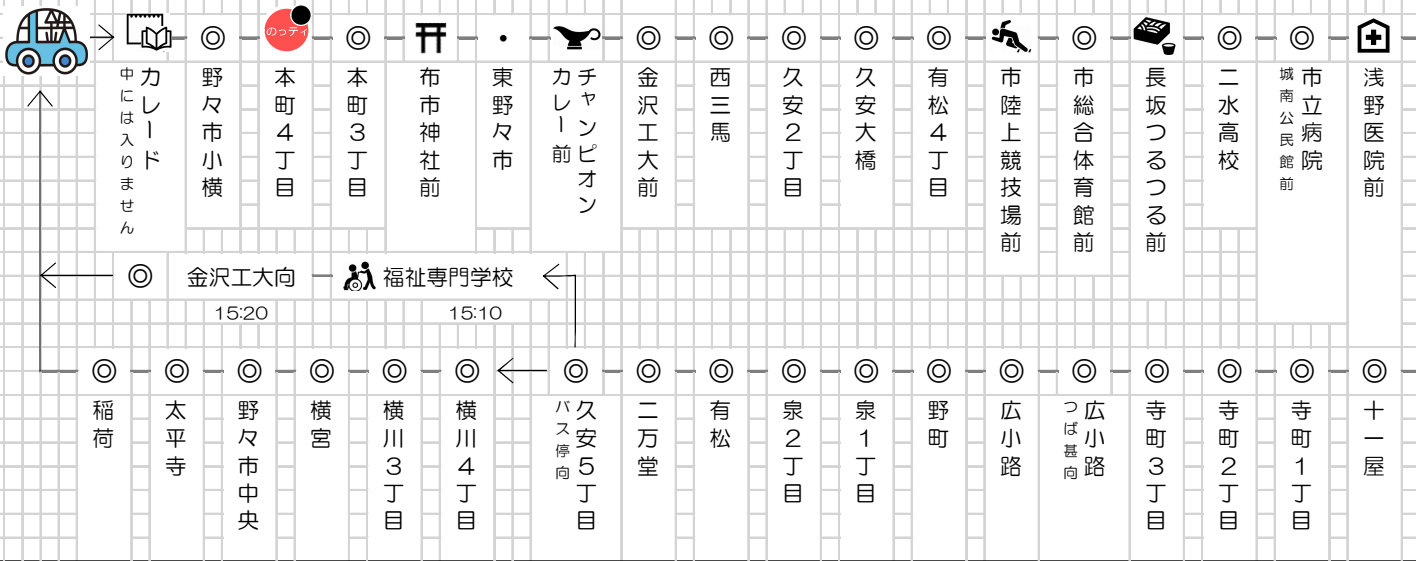 カレード
中には入りません
野々市小横
のっティ
本町4丁目
本町3丁目
布市神社前
東野々市
チャンピオン
カレー前
金沢工大前
西三馬
久安2丁目
久安大橋
有松4丁目
市陸上競技場前
市総合体育館前
長坂つるつる前
二水高校
市立病院
城南公民館前
浅野医院前
金沢工大向
福祉専門学校
15:20
15:10
稲荷
太平寺
野々市中央
横宮
横川3丁目
横川4丁目
久安5丁目
バス停向
二万堂
有松
泉2丁目
泉1丁目
野町
広小路
広小路
つば甚向
寺町3丁目
寺町2丁目
寺町1丁目
十一屋